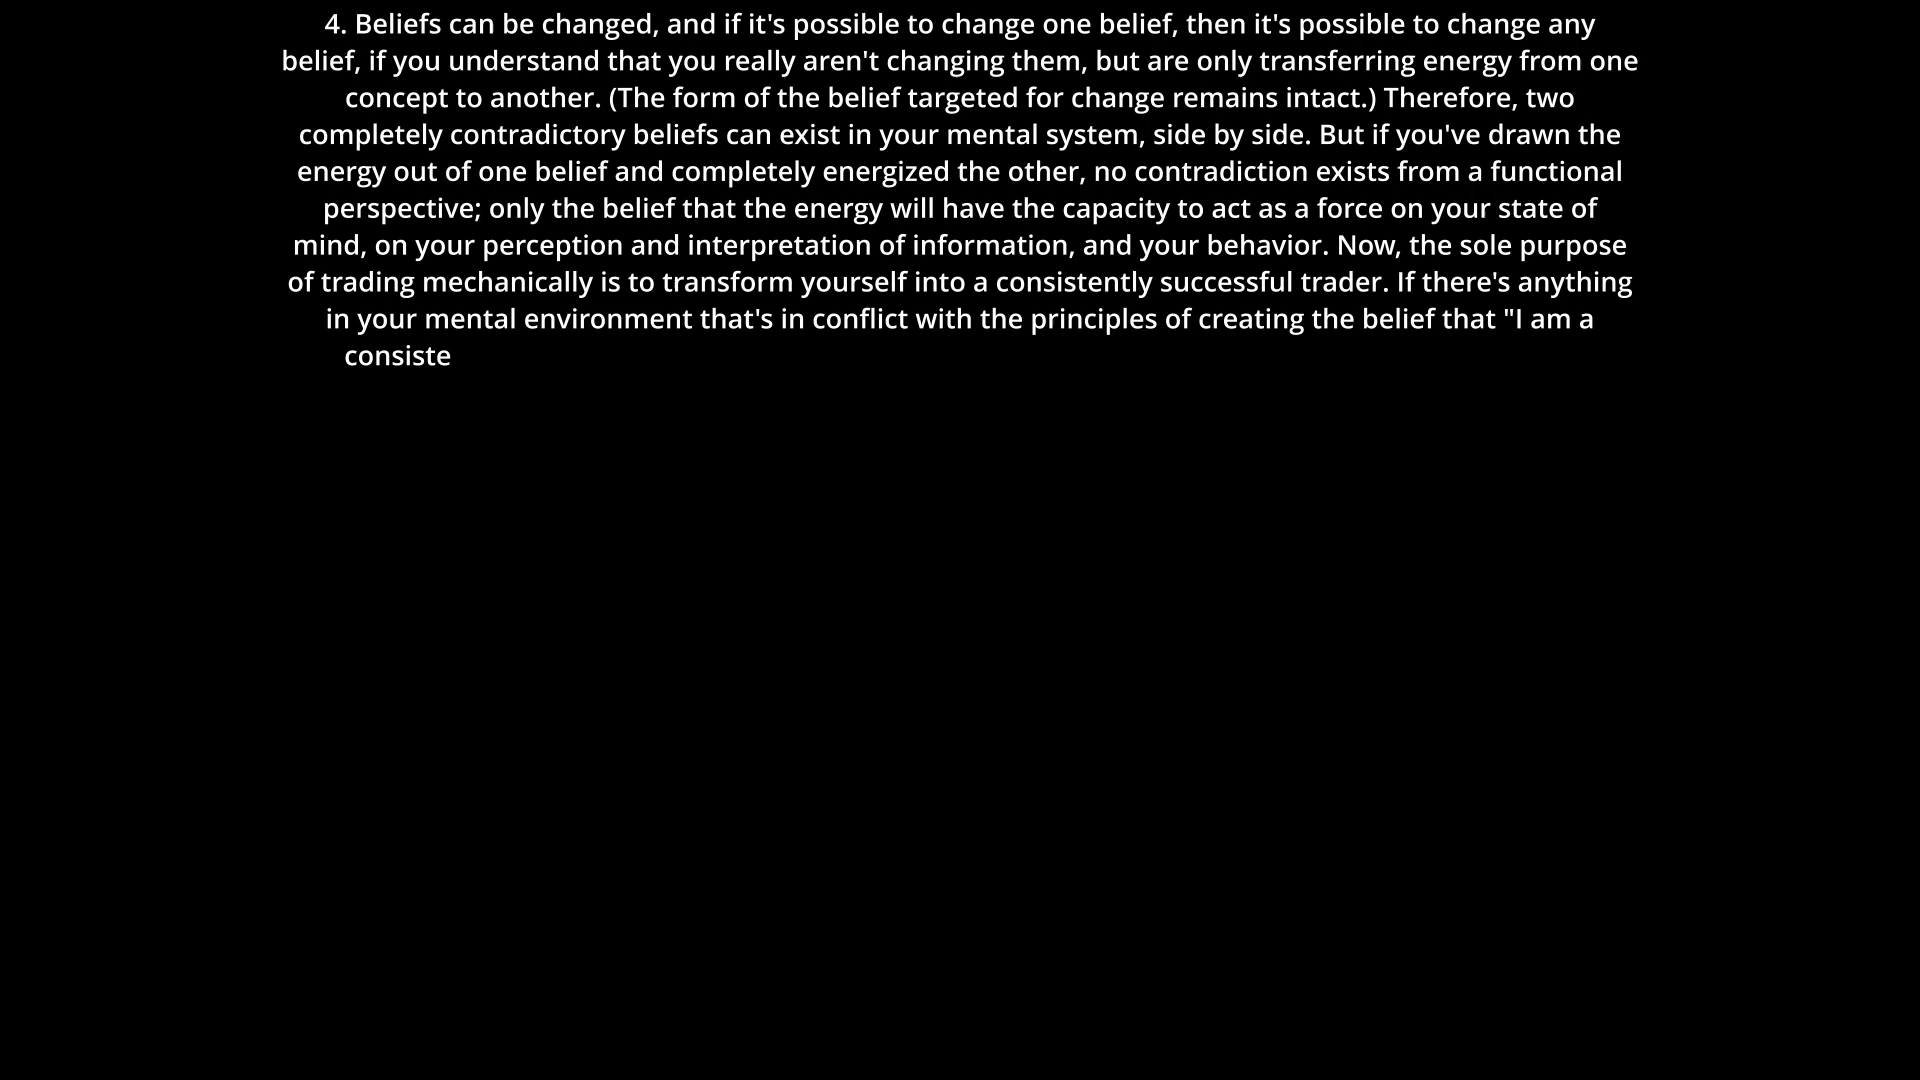 4. Beliefs can be changed, and if it's possible to change one belief, then it's possible to change any
belief, if you understand that you really aren't changing them, but are only transferring energy from one
concept to another. (The form of the belief targeted for change remains intact.) Therefore, two
completely contradictory beliefs can exist in your mental system, side by side. But if you've drawn the
energy out of one belief and completely energized the other, no contradiction exists from a functional
perspective; only the belief that the energy will have the capacity to act as a force on your state of
mind, on your perception and interpretation of information, and your behavior. Now, the sole purpose
of trading mechanically is to transform yourself into a consistently successful trader. If there's anything
in your mental environment that's in conflict with the principles of creating the belief that "I am a
consiste